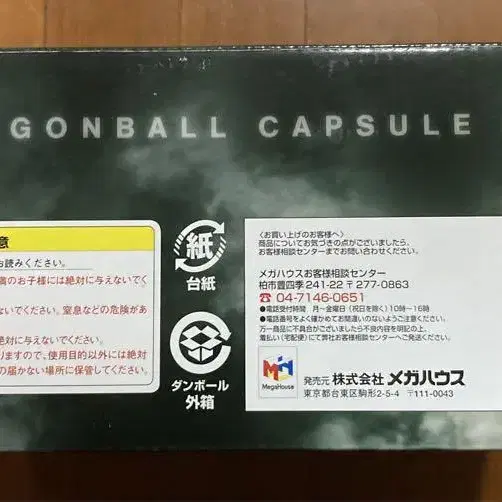 GONBALL CAPSULE
意
お読みください。
満のお子様には絶対に与えないでく
ないでください。窒息などの危険があ
に与えないでください。
りますので、使用目的以外には絶対
の届かない場所に保管してください。
紙
台紙
ダンボール
外箱
〈お買い上げのお客様へ〉
商品についてお気づきの点がございましたら、
お客様相談センターまでお問い合わせください。
メガハウスお客様相談センター
柏市豊四季241-22 〒277-0863
☎04-7146-0651
●電話受付時間 月~金曜日(祝日を除く)10時~16時
●電話番号をよく確かめてお間違いのないようご注意ください。
万一商品に不具合がございましたら不良内容を明記の上、
着払い(宅配便)にて弊社お客様相談センターへご発送ください。
MegaHouse
発売元 株式会社メガハウス
東京都台東区駒形2-5-4 〒111-0043